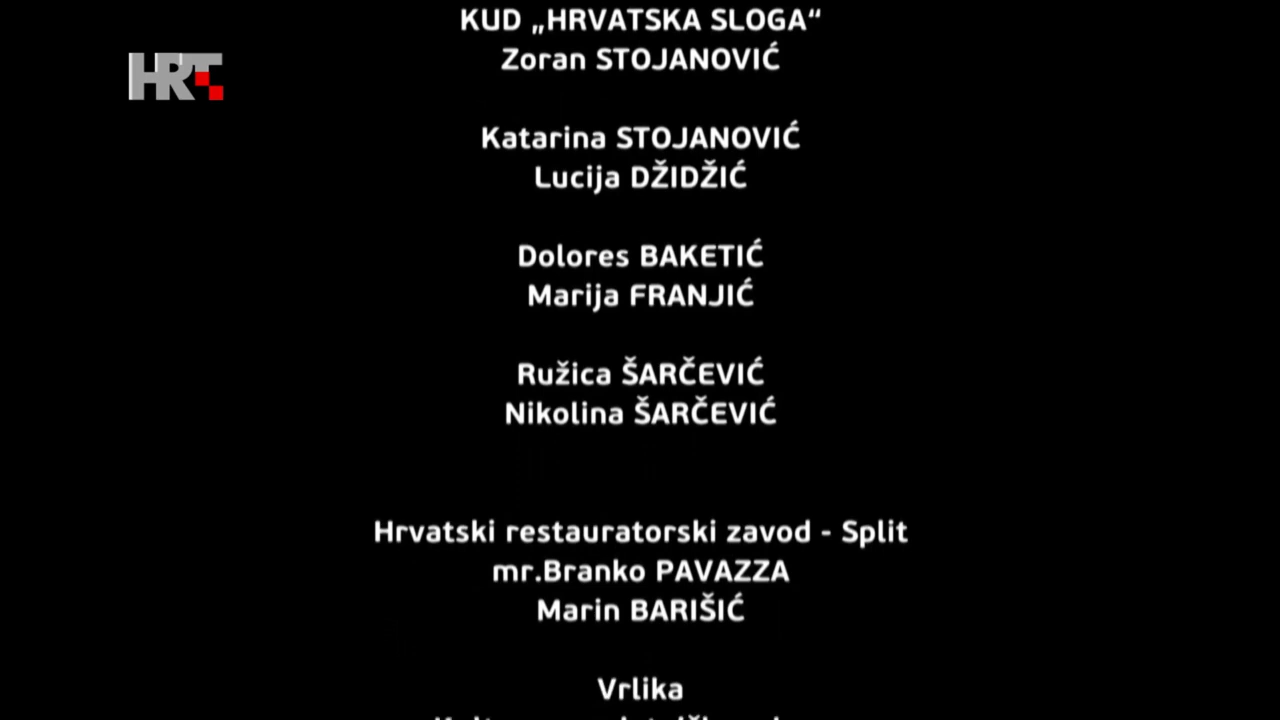 KUD „HRVATSKA SLOGA“
HRT
Zoran STOJANOVIĆ
Katarina STOJANOVIĆ
Lucija DŽIDŽIĆ
Dolores BAKETIĆ
Marija FRANJIĆ
Ružica ŠARČEVIĆ
Nikolina ŠARČEVIĆ
Hrvatski restauratorski zavod - Split
mr.Branko PAVAZZA
Marin BARIŠIĆ
Vrlika